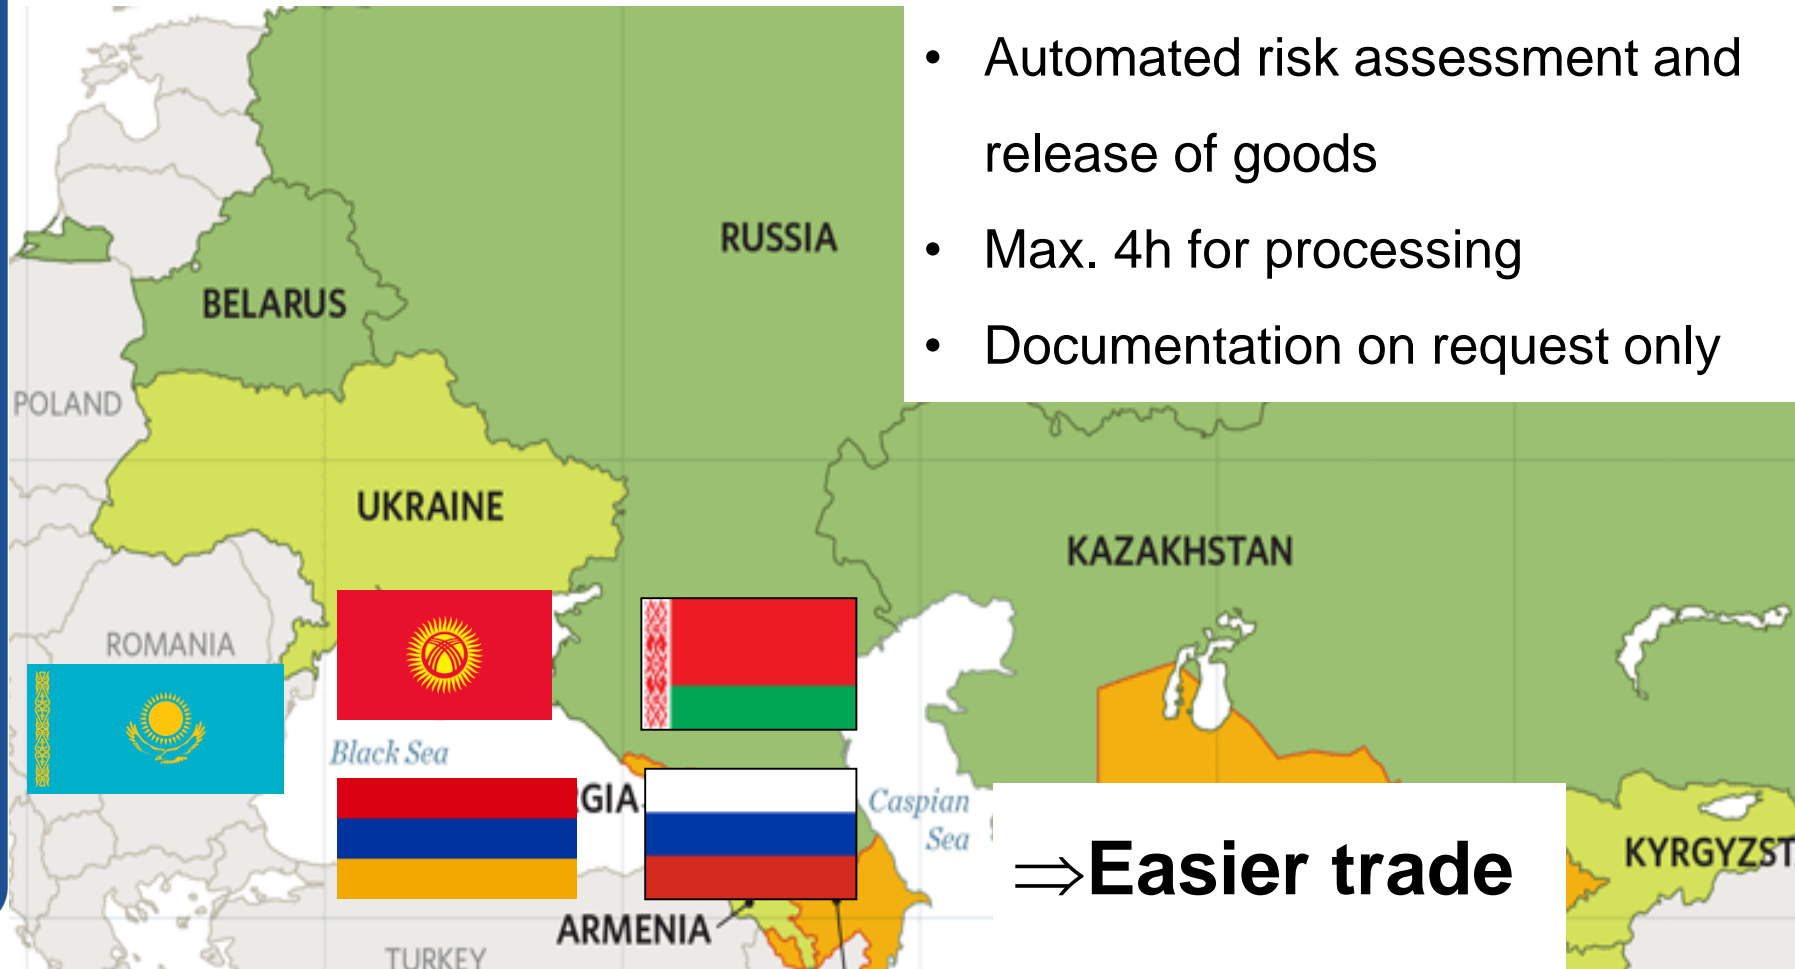 • Automated risk assessment and
release of goods
• Max. 4h for processing
• Documentation on request only
RUSSIA
BELARUS
POLAND
UKRAINE
KAZAKHSTAN
ROMANIA
Black Sea
RGIA
Caspian
Sea
⇒Easier trade
KYRGYZST
ARMENIA
TURKEY